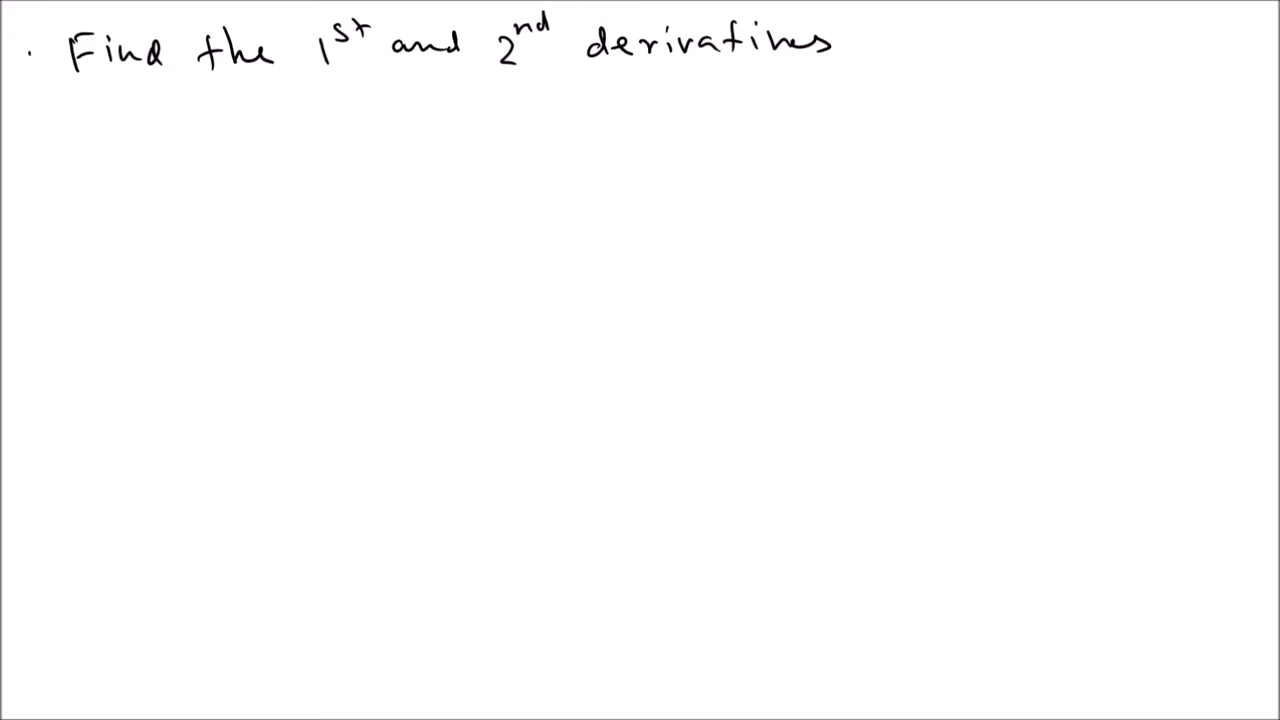 . Find the 1st and 2nd derivatives